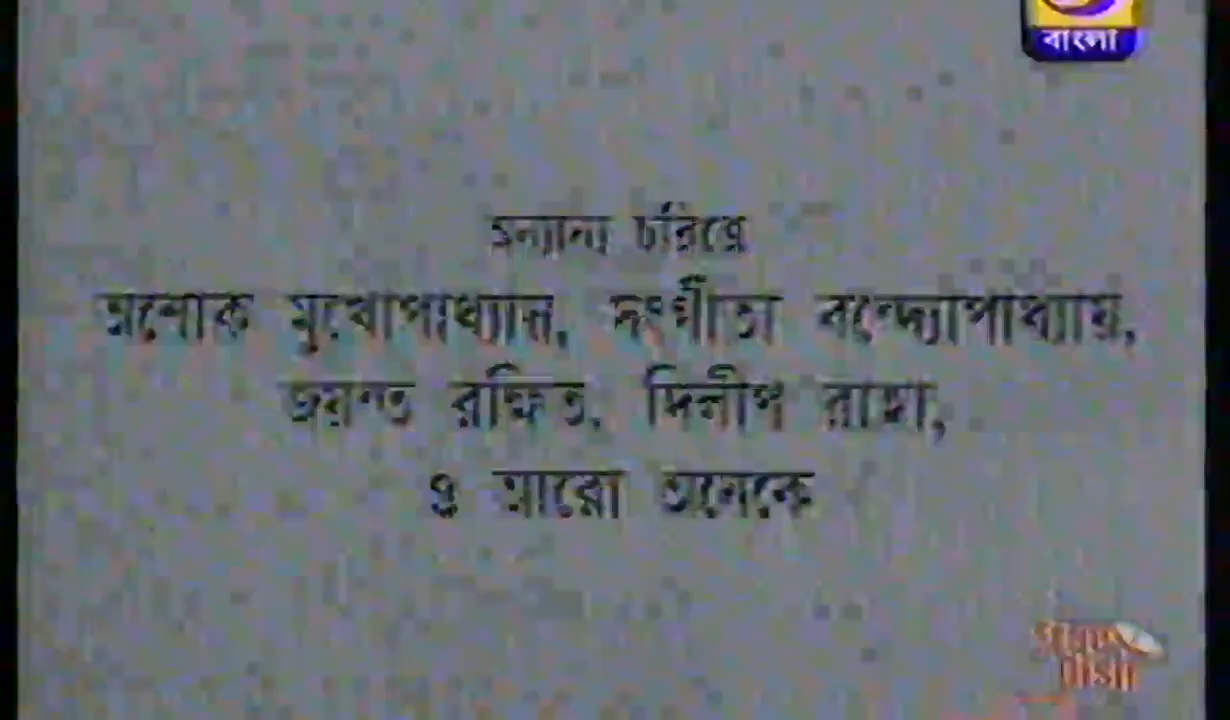 বাংলা
অন্যান্য চরিত্রে
অশোক মুখোপাধ্যায়, সংগীতা বন্দ্যোপাধ্যায়,
জয়ন্ত রক্ষিত, দিলীপ রায়,
ও আরো অনেকে